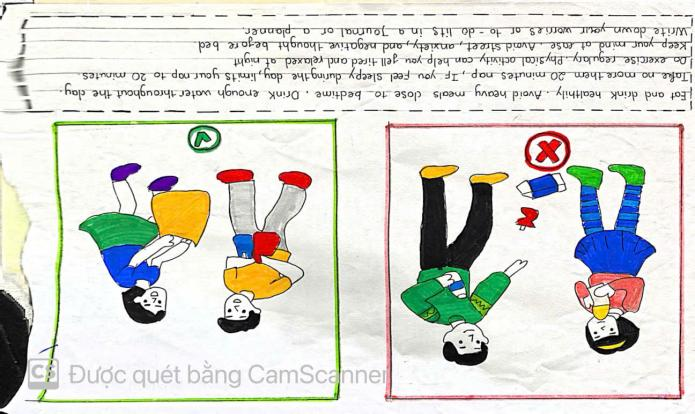 Eat and drink healthily. Avoid heavy meals close to bedtime. Drink enough water throughout the day.
Take no more them 20 minutes nap, If you feel sleepy during the day, limits your nap to 20 minutes.
Do exercise regulary. Physical activity can help you gell tired and relaxed at night
Keep your mind at ease. Avoid street, anxiety, and negative thought before bed.
Write down your worries or to-do lits in a Journal or a planner.
CS Được quét bằng CamScanner